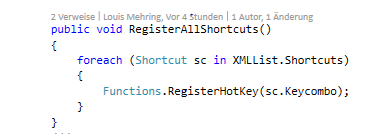 2 Verweise | Louis Mehring, Vor 4 Stunden | 1 Autor, 1 Änderung
public void RegisterAllShortcuts()
{
foreach (Shortcut sc in XMLList.Shortcuts)
{
Functions.RegisterHotKey(sc.Keycombo);
}
}